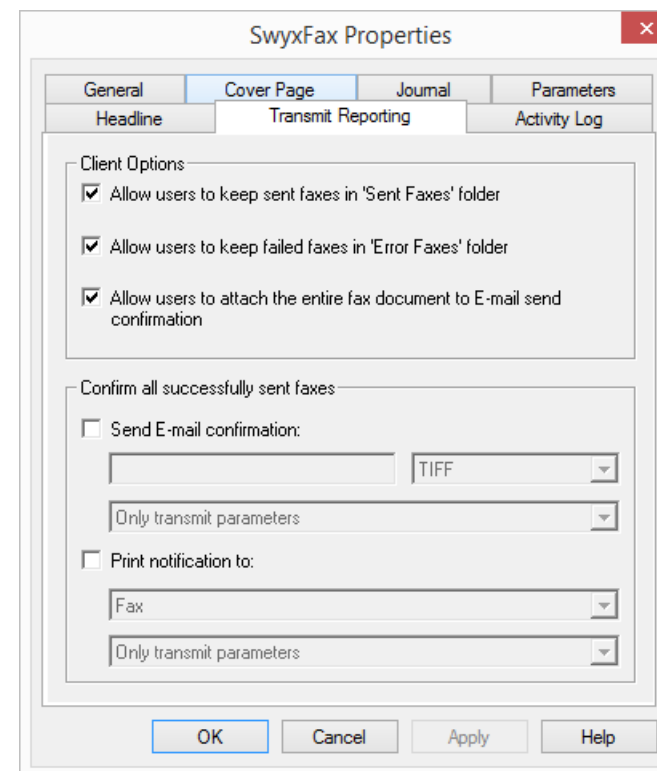 SwyxFax Properties
General
Cover Page
Journal
Parameters
Headline
Transmit Reporting
Activity Log
Client Options
Allow users to keep sent faxes in 'Sent Faxes' folder
Allow users to keep failed faxes in 'Error Faxes' folder
Allow users to attach the entire fax document to E-mail send
confirmation
Confirm all successfully sent faxes
Send E-mail confirmation:
TIFF
Only transmit parameters
Print notification to:
Fax
Only transmit parameters
OK
Cancel
Apply
Help